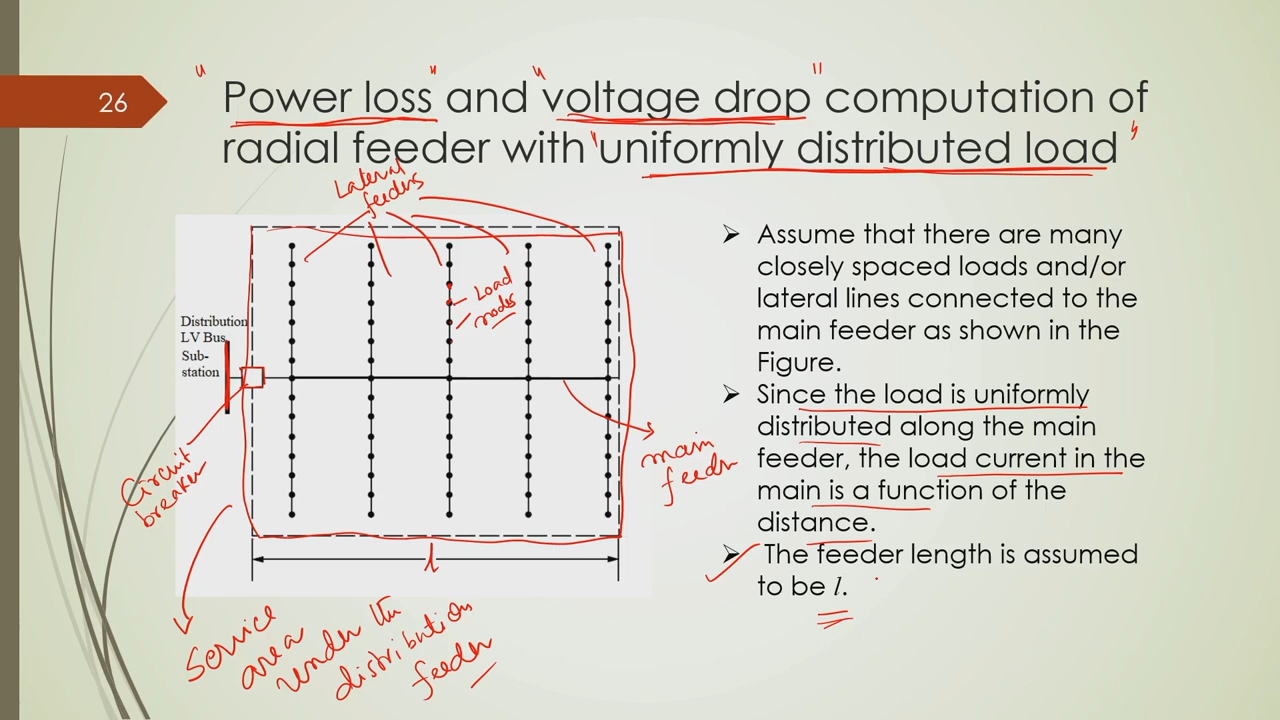 26
"Power loss" and "voltage drop" computation of
radial feeder with "uniformly distributed load"
Lateral
feeders
Load
nodes
Distribution
LV Bus
Sub-
station
Circuit
breaker
main
feeder
l
Service
area
under the
distribution
feeder
➢ Assume that there are many
closely spaced loads and/or
lateral lines connected to the
main feeder as shown in the
Figure.
➢ Since the load is uniformly
distributed along the main
feeder, the load current in the
main is a function of the
distance.
➢ The feeder length is assumed
to be l.